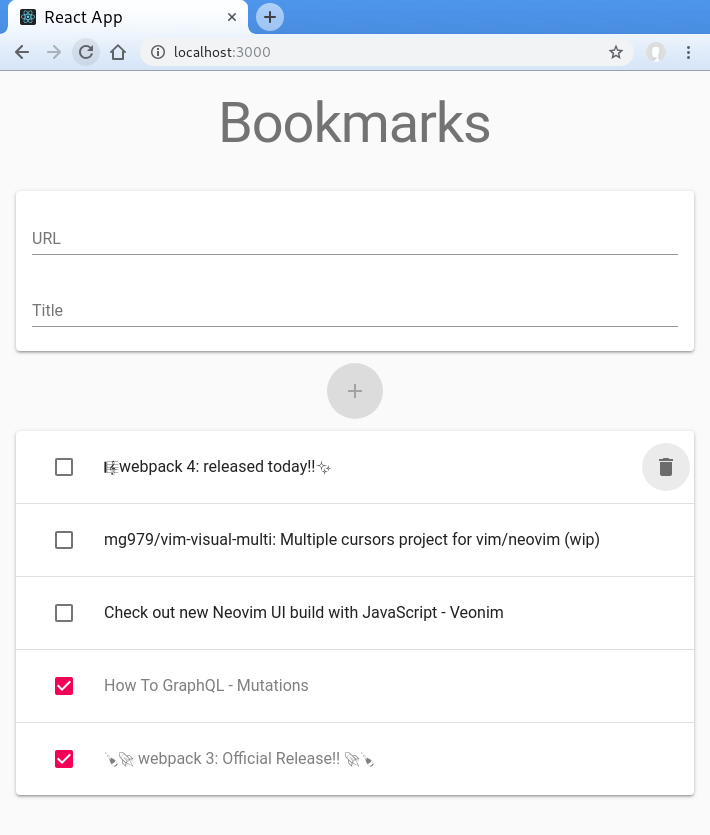 React App
localhost:3000
Bookmarks
URL
Title
🎼webpack 4: released today!!✨
mg979/vim-visual-multi: Multiple cursors project for vim/neovim (wip)
Check out new Neovim UI build with JavaScript - Veonim
How To GraphQL - Mutations
🍾🚀 webpack 3: Official Release!! 🚀🍾